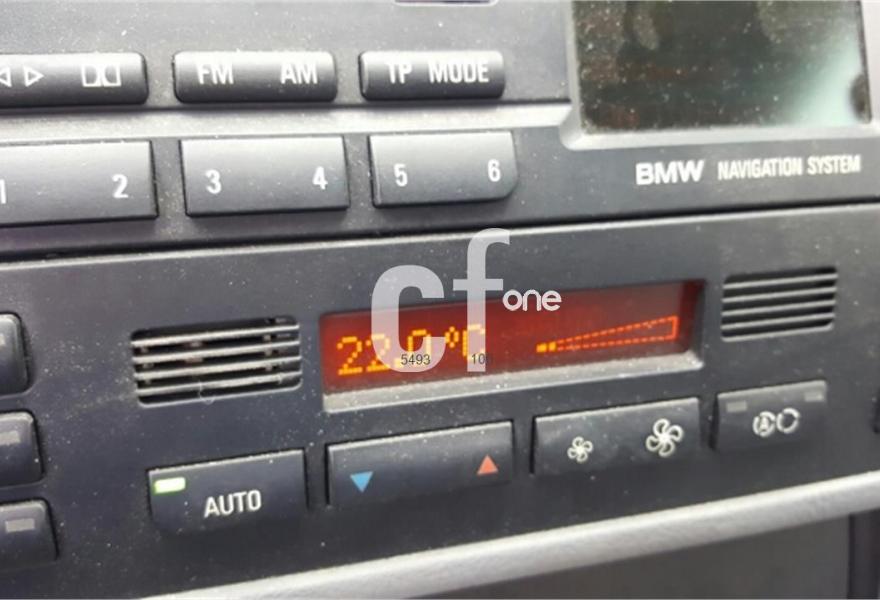 FM AM TP MODE
1 2 3 4 5 6
BMW NAVIGATION SYSTEM
cf one
22.0°C
5493 100
AUTO
A